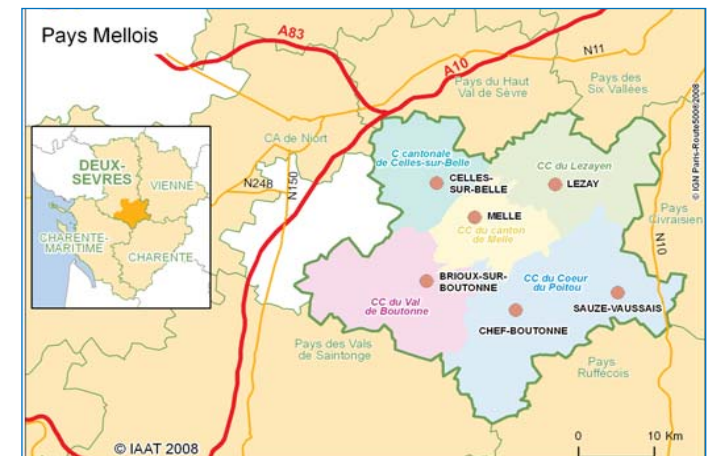 Pays Mellois
A83
A10
N11
Pays du Haut
Val de Sèvre
Pays des
Six Vallées
© IGN Paris-Route5006/2008
CA de Niort
DEUX-
SEVRES
VIENNE
CHARENTE-
MARITIME
CHARENTE
N248
N150
C cantonale
de Celles-sur-Belle
CELLES-
SUR-BELLE
CC du Lezayen
LEZAY
MELLE
CC du canton
de Melle
Pays
Civraisien
N10
BRIOUX-SUR-
BOUTONNE
CC du Val
de Boutonne
CC du Coeur
du Poitou
SAUZE-VAUSSAIS
CHEF-BOUTONNE
Pays des Vals
de Saintonge
Pays
Ruffécois
0 10 Km
© IAAT 2008